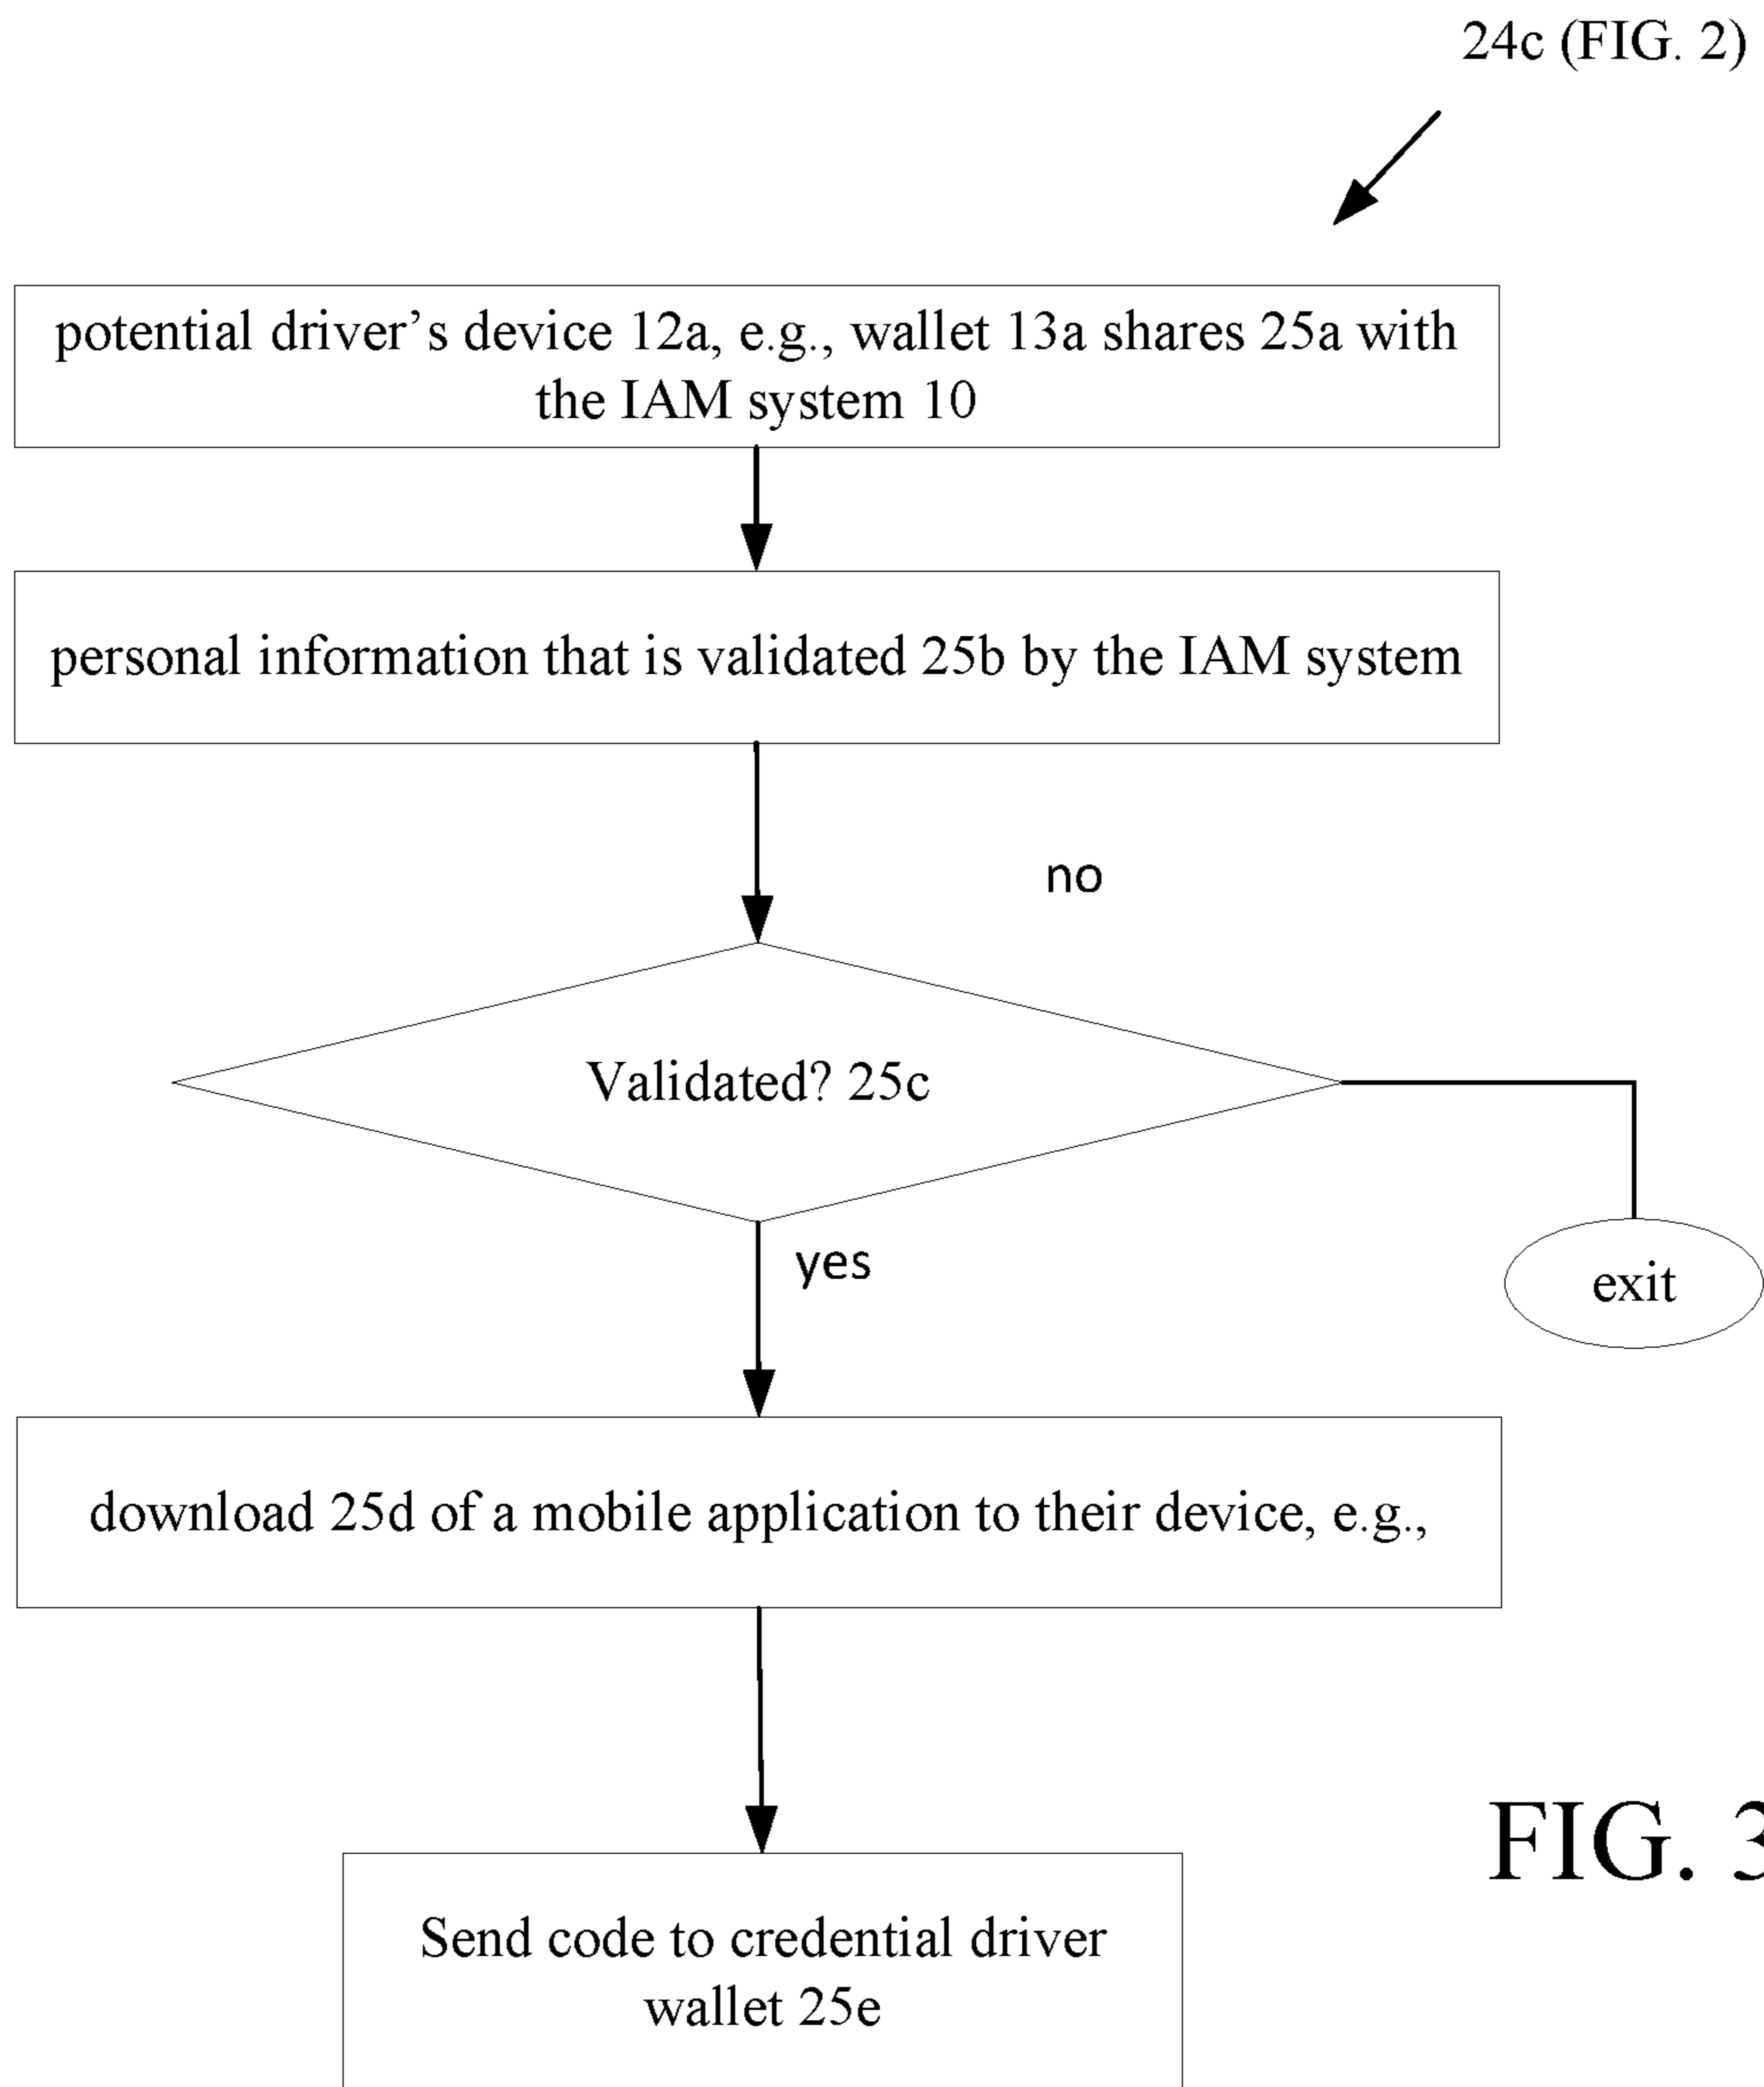 24c (FIG. 2)
potential driver’s device 12a, e.g., wallet 13a shares 25a with
the IAM system 10
personal information that is validated 25b by the IAM system
no
Validated? 25c
yes
exit
download 25d of a mobile application to their device, e.g.,
FIG. 3
Send code to credential driver
wallet 25e